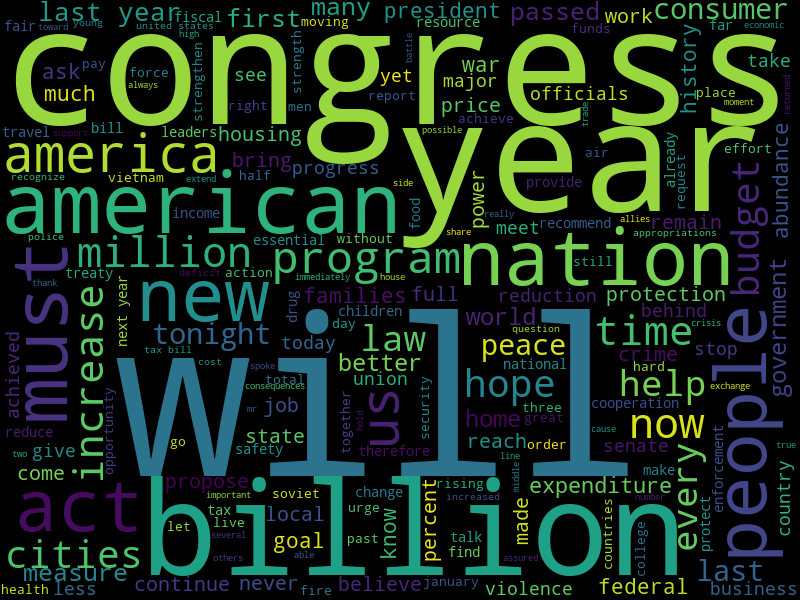 last year
fiscal
moving
many
president
resource
passed
work
consumer
fair
toward
young
united states
high
congress
strengthen
strength
funds
battle
far
economic
ask
pay
force
see
war
yet
major
officials
history
take
much
always
right
men
report
price
achieve
place
moment
returned
travel
support
bill
leaders
housing
year
possible
trade
already
effort
america
recognize
vietnam
extend
bring
half
progress
side
power
air
provide
request
abundance
american
income
food
share
really
meet
recommend
allies
remain
appropriations
budget
million
essential
without
program
nation
still
police
treaty
deficit
action
immediately
house
thank
must
increase
next year
new
drug
families
children
full
reduction
protection
behind
government
tonight
day
today
law
world
question
national
time
crisis
crime
stop
achieved
tax bill
cost
spoke
better
peace
hard
people
will
total
consequences
union
hope
cooperation
help
exchange
reduce
opportunity
mr
job
together
us
security
home
three
great
cause
senate
now
two
give
go
state
safety
hold
therefore
reach
order
line
make
every
enforcement
country
true
come
act
propose
important
soviet
change
rising
increased
middle
expenditure
number
protect
billion
let
tax
live
several
local
urge
past
know
percent
made
talk
find
countries
college
cities
goal
others
able
assured
last
measure
health
less
continue
never
fire
believe
january
violence
federal
business
first